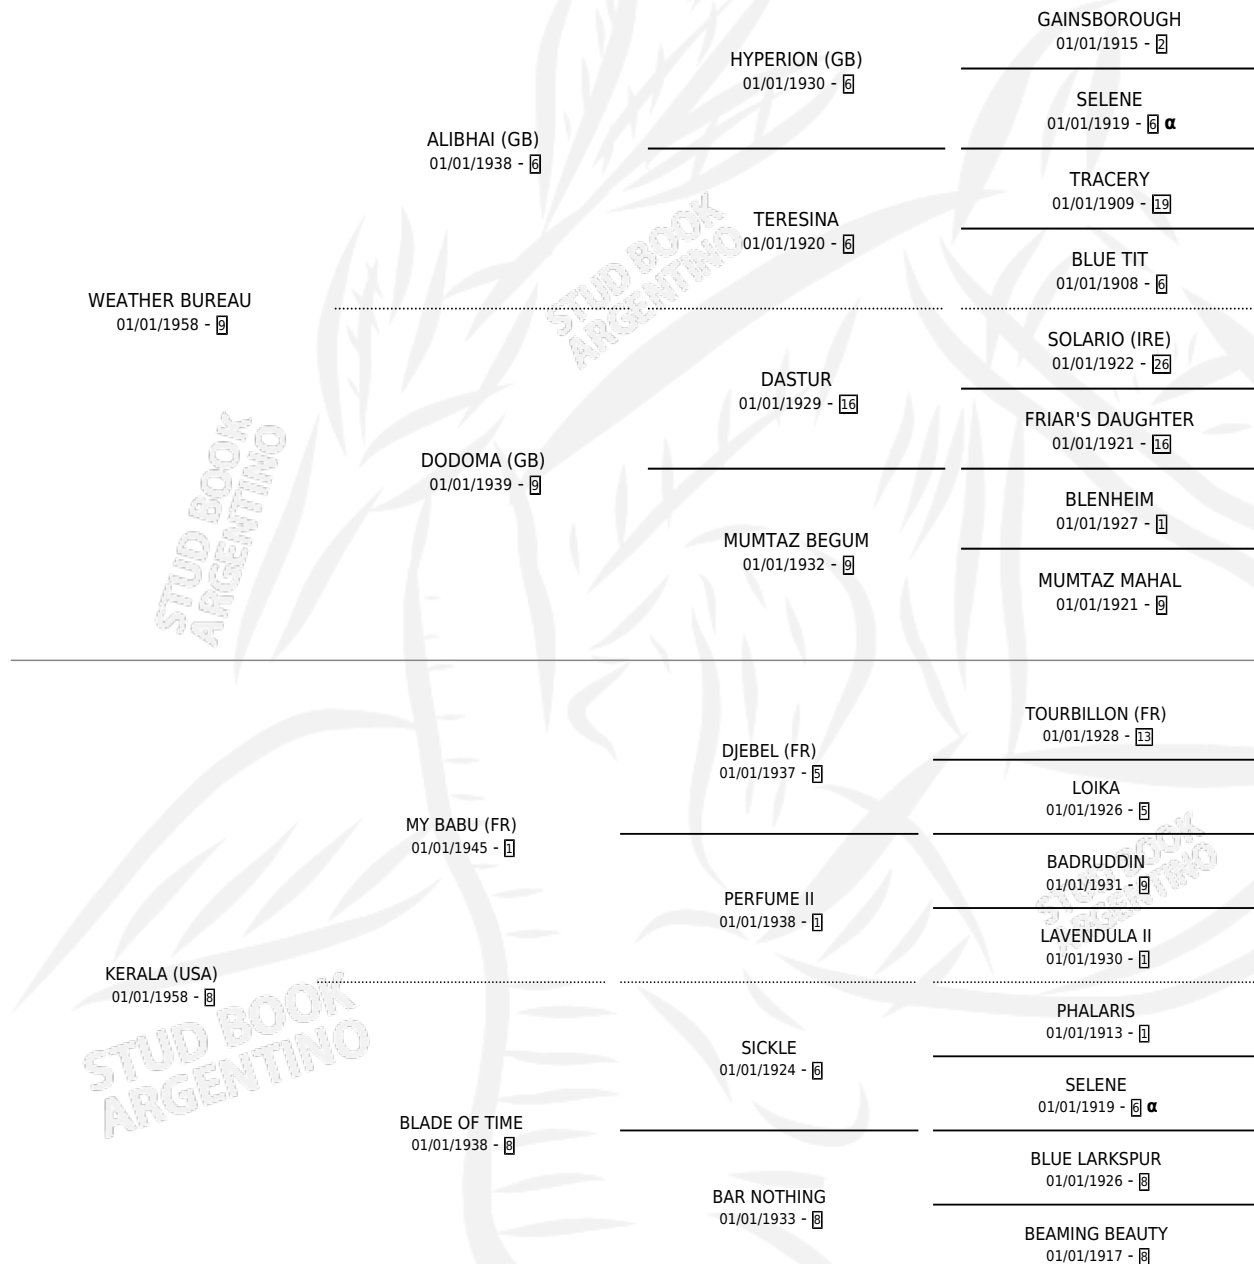 GAINSBOROUGH
01/01/1915 - 2
HYPERION (GB)
01/01/1930 - 6
SELENE
01/01/1919 - 6 α
ALIBHAI (GB)
01/01/1938 - 6
TRACERY
01/01/1909 - 19
TERESINA
01/01/1920 - 6
BLUE TIT
01/01/1908 - 6
WEATHER BUREAU
01/01/1958 - 9
SOLARIO (IRE)
01/01/1922 - 26
DASTUR
01/01/1929 - 16
FRIAR'S DAUGHTER
01/01/1921 - 16
DODOMA (GB)
01/01/1939 - 9
BLENHEIM
01/01/1927 - 1
MUMTAZ BEGUM
01/01/1932 - 9
MUMTAZ MAHAL
01/01/1921 - 9
TOURBILLON (FR)
01/01/1928 - 13
DJEBEL (FR)
01/01/1937 - 5
LOIKA
01/01/1926 - 5
MY BABU (FR)
01/01/1945 - 1
BADRUDDIN
01/01/1931 - 9
PERFUME II
01/01/1938 - 1
LAVENDULA II
01/01/1930 - 1
KERALA (USA)
01/01/1958 - 8
PHALARIS
01/01/1913 - 1
SICKLE
01/01/1924 - 6
SELENE
01/01/1919 - 6 α
BLADE OF TIME
01/01/1938 - 8
BLUE LARKSPUR
01/01/1926 - 8
BAR NOTHING
01/01/1933 - 8
BEAMING BEAUTY
01/01/1917 - 8
STUD BOOK
ARGENTINO
STUD BOOK
ARGENTINO
STUD BOOK
ARGENTINO
STUD BOOK
ARGENTINO